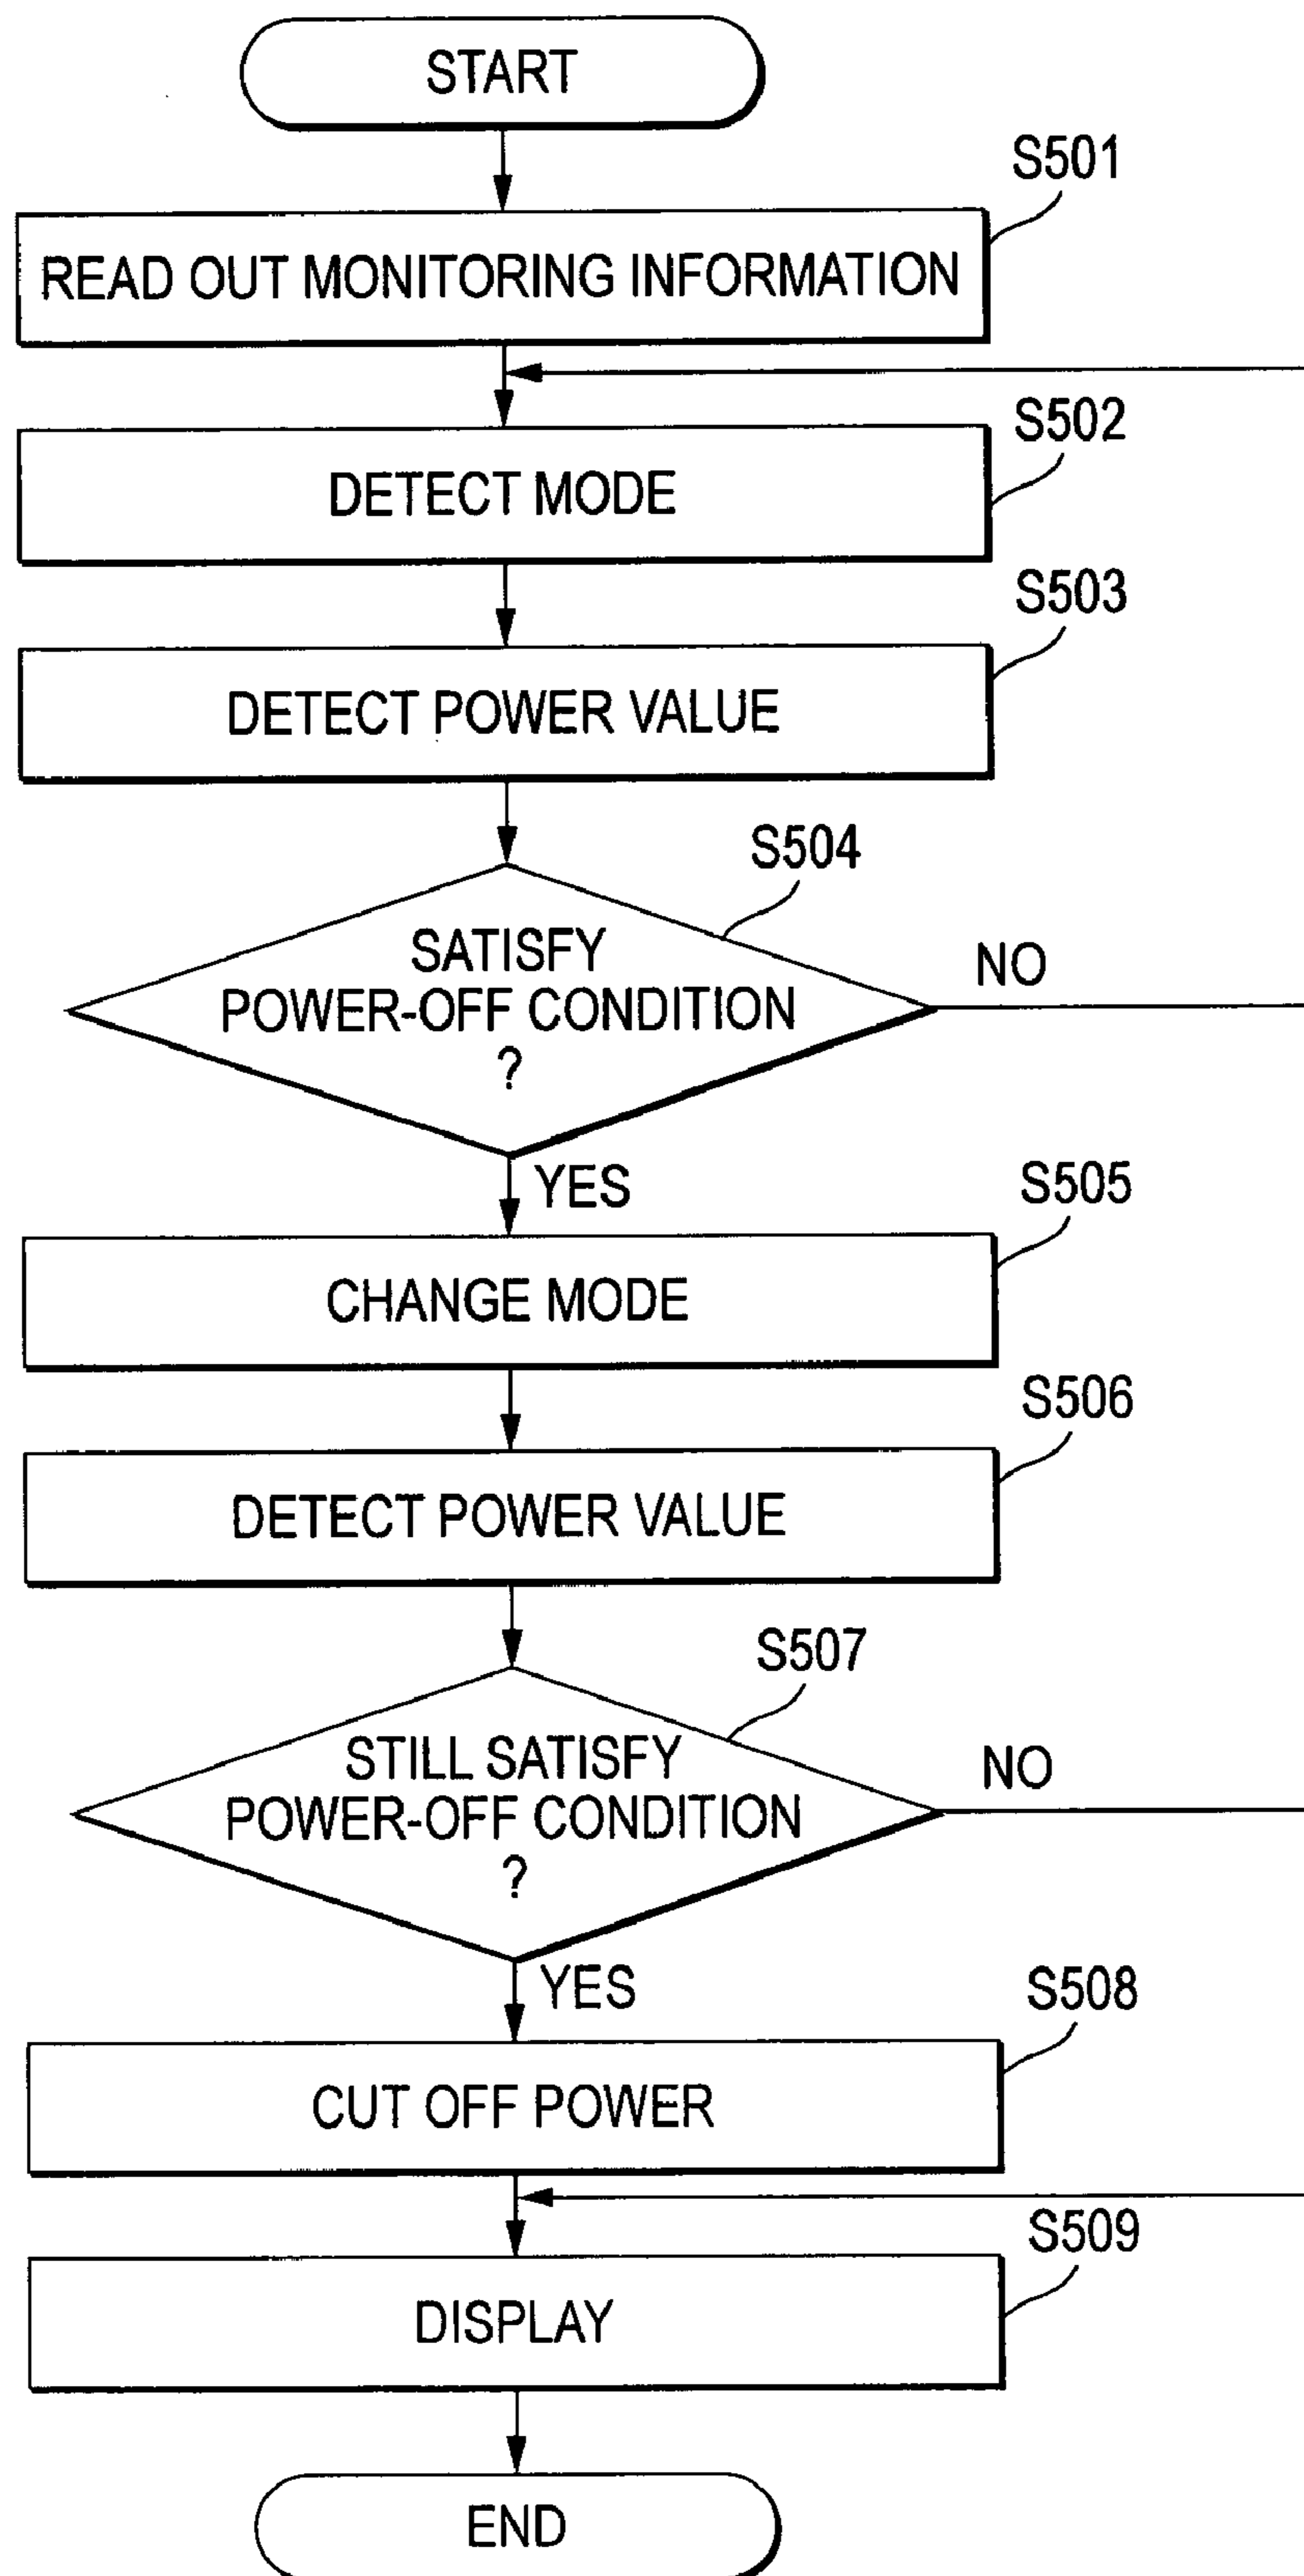 START
S501
READ OUT MONITORING INFORMATION
S502
DETECT MODE
S503
DETECT POWER VALUE
S504
SATISFY
POWER-OFF CONDITION
?
NO
YES
S505
CHANGE MODE
S506
DETECT POWER VALUE
S507
STILL SATISFY
POWER-OFF CONDITION
?
NO
YES
S508
CUT OFF POWER
S509
DISPLAY
END